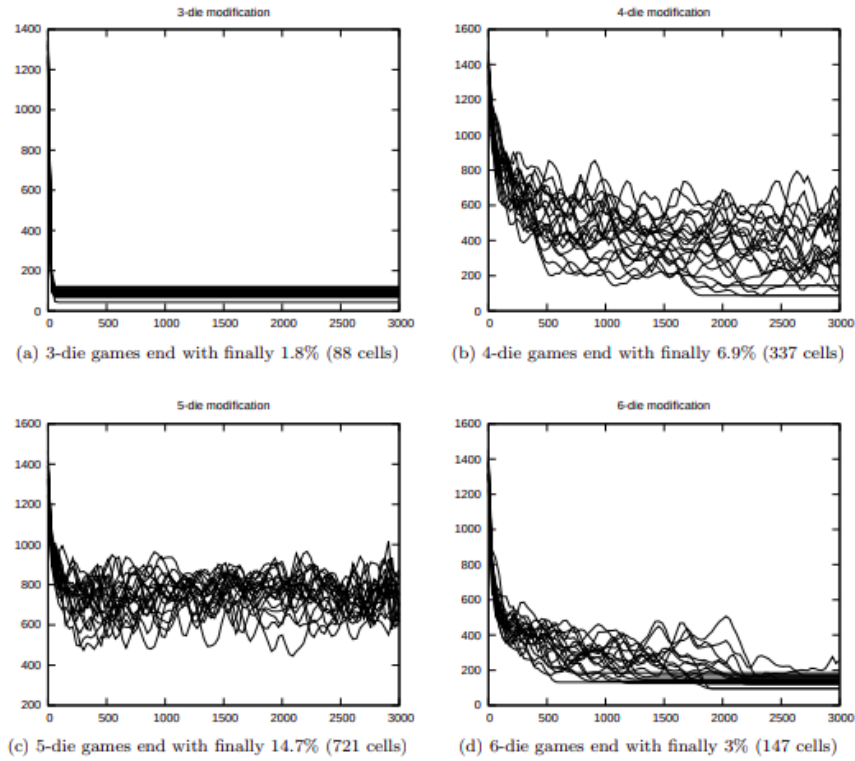 3-die modification
1400
1200
1000
800
600
400
200
0
0 500 1000 1500 2000 2500 3000
(a) 3-die games end with finally 1.8% (88 cells)
4-die modification
1600
1400
1200
1000
800
600
400
200
0
0 500 1000 1500 2000 2500 3000
(b) 4-die games end with finally 6.9% (337 cells)
5-die modification
1600
1400
1200
1000
800
600
400
200
0 500 1000 1500 2000 2500 3000
(c) 5-die games end with finally 14.7% (721 cells)
6-die modification
1600
1400
1200
1000
800
600
400
200
0
0 500 1000 1500 2000 2500 3000
(d) 6-die games end with finally 3% (147 cells)